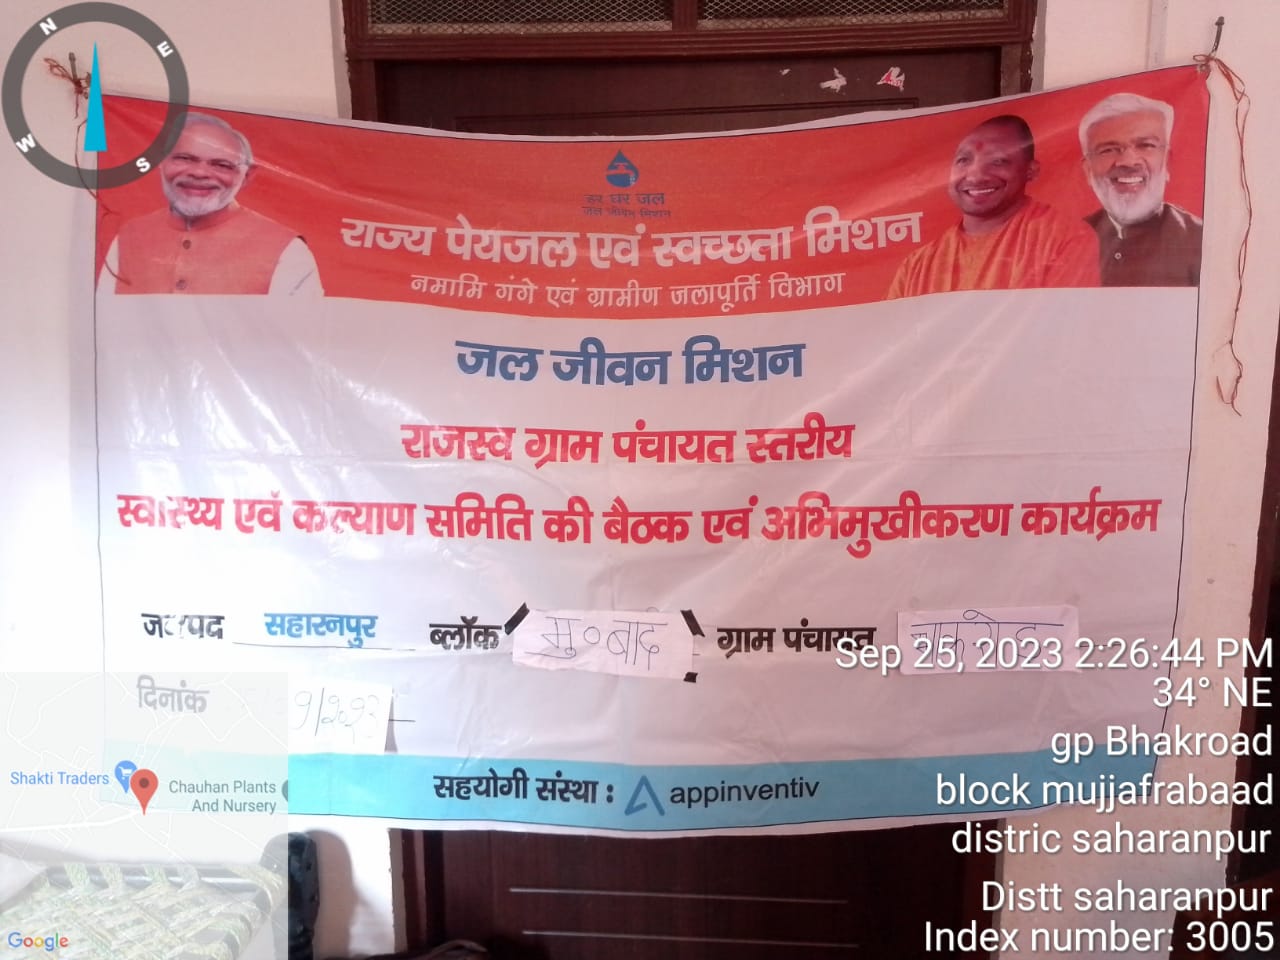 N
E
W
S
हर घर जल
जल जीवन मिशन
राज्य पेयजल एवं स्वच्छता मिशन
नमामि गंगे एवं ग्रामीण जलापूर्ति विभाग
जल जीवन मिशन
राजस्व ग्राम पंचायत स्तरीय
स्वास्थ्य एवं कल्याण समिति की बैठक एवं अभिमुखीकरण कार्यक्रम
जनपद सहारनपुर ब्लॉक मु०बाद ग्राम पंचायत
Sep 25, 2023 2:26:44 PM
34° NE
दिनांक 9/2023
gp Bhakroad
Shakti Traders
Chauhan Plants
And Nursery
सहयोगी संस्था : appinventiv
block mujjafrabaad
distric saharanpur
Distt saharanpur
Index number: 3005
Google